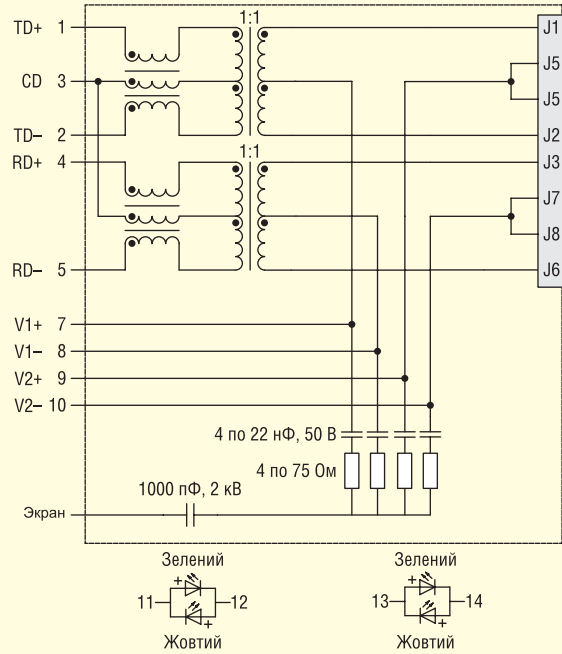 1:1
TD+ 1
J1
J5
CD 3
J5
TD– 2
J2
1:1
RD+ 4
J3
J7
J8
RD– 5
J6
V1+ 7
V1– 8
V2+ 9
V2– 10
4 по 22 нФ, 50 В
4 по 75 Ом
1000 пФ, 2 кВ
Экран
Зелений
Зелений
+
+
11
12
13
14
+
+
Жовтий
Жовтий